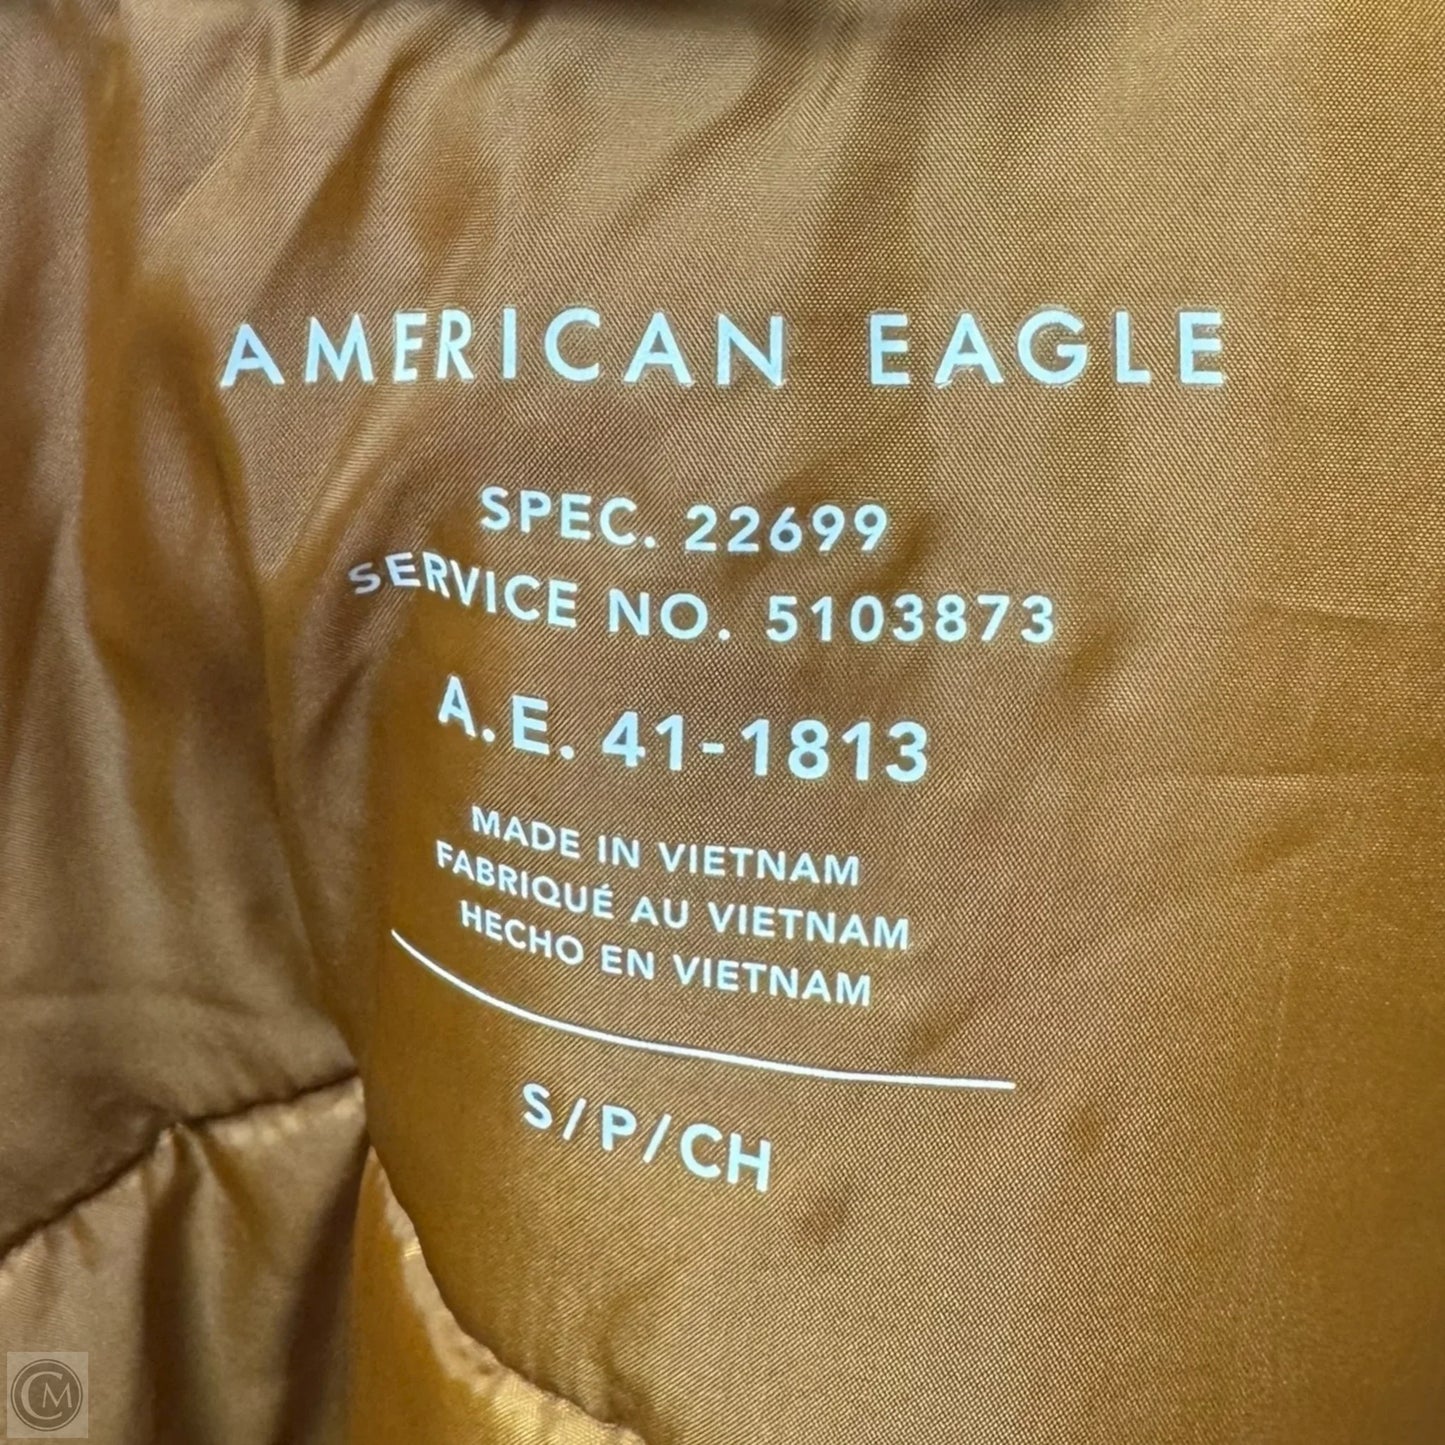 AMERICAN EAGLE
SPEC. 22699
SERVICE NO. 5103873
A.E. 41-1813
MADE IN VIETNAM
FABRIQUÉ AU VIETNAM
HECHO EN VIETNAM
S/P/CH
CM